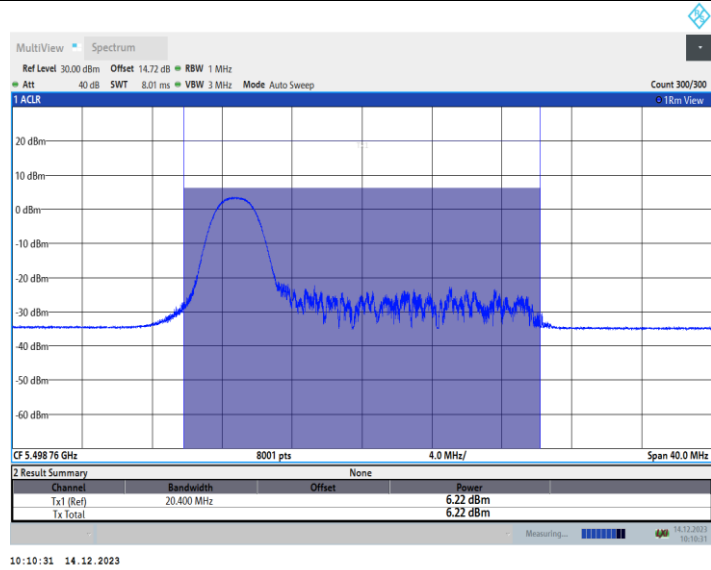 MultiView Spectrum
Ref Level 30.00 dBm Offset 14.72 dB RBW 1 MHz
Att 40 dB SWT 8.01 ms VBW 3 MHz Mode Auto Sweep Count 300/300
1 ACLR 1Rm View
20 dBm
10 dBm
0 dBm
-10 dBm
-20 dBm
-30 dBm
-40 dBm
-50 dBm
-60 dBm
CF 5.498 76 GHz 8001 pts 4.0 MHz/ Span 40.0 MHz
2 Result Summary None
Channel Bandwidth Offset Power
Tx1 (Ref) 20.400 MHz 6.22 dBm
Tx Total 6.22 dBm
Measuring... 14.12.2023
10:10:31
10:10:31 14.12.2023